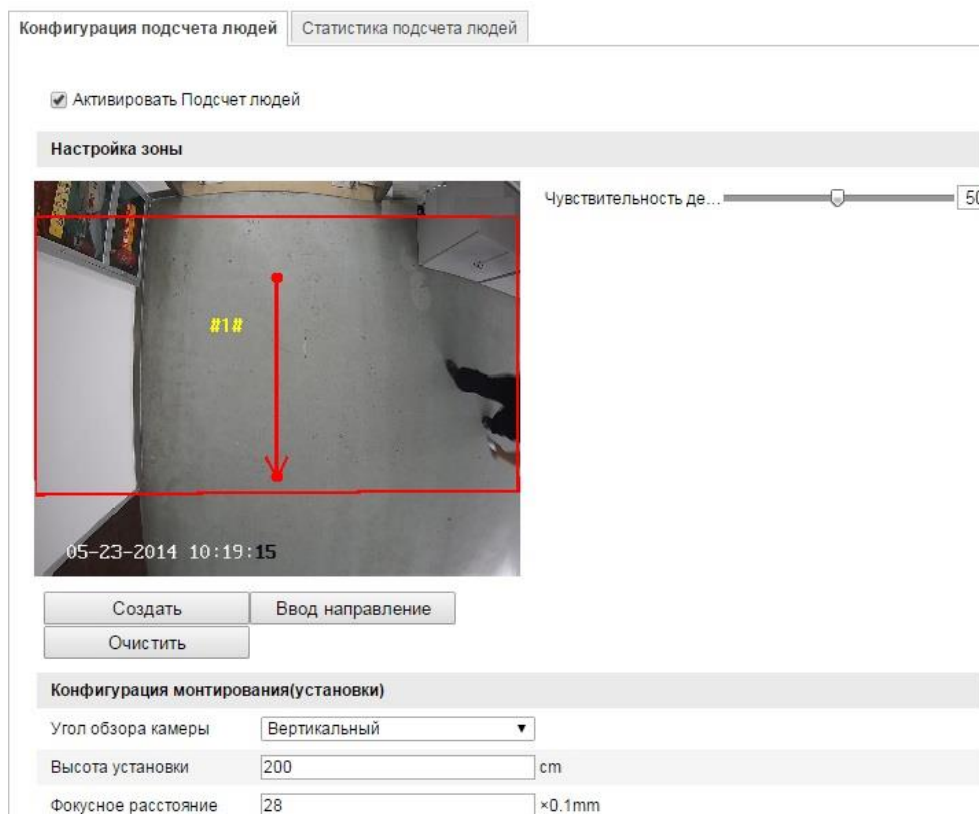 Конфигурация подсчета людей
Статистика подсчета людей
Активировать Подсчет людей
Настройка зоны
Чувствительность де...
50
#1#
05-23-2014 10:19:15
Создать
Ввод направление
Очистить
Конфигурация монтирования(установки)
Угол обзора камеры
Вертикальный
Высота установки
200
cm
Фокусное расстояние
28
×0.1mm